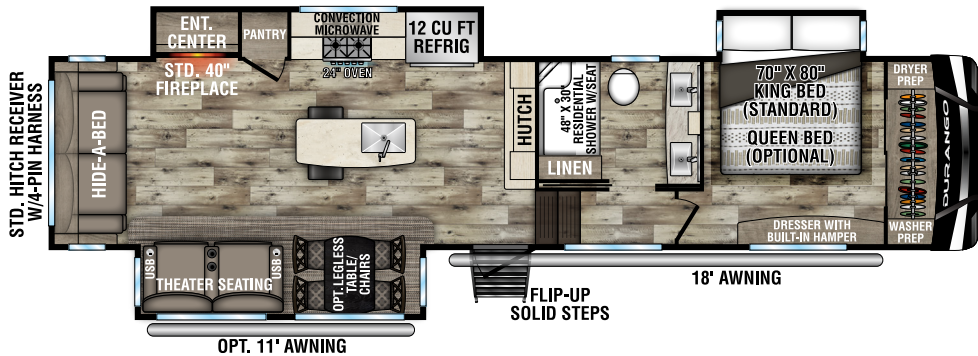 STD. HITCH RECEIVER
W/4-PIN HARNESS
HIDE-A-BED
ENT.
CENTER
STD. 40"
FIREPLACE
PANTRY
CONVECTION
MICROWAVE
24" OVEN
12 CU FT
REFRIG
HUTCH
48" X 30"
RESIDENTIAL
SHOWER W/SEAT
LINEN
70" X 80"
KING BED
(STANDARD)
QUEEN BED
(OPTIONAL)
DRYER
PREP
DURANGO
WASHER
PREP
DRESSER WITH
BUILT-IN HAMPER
USB
THEATER SEATING
USB
OPT. LEGLESS
TABLE/
CHAIRS
18' AWNING
FLIP-UP
SOLID STEPS
OPT. 11' AWNING